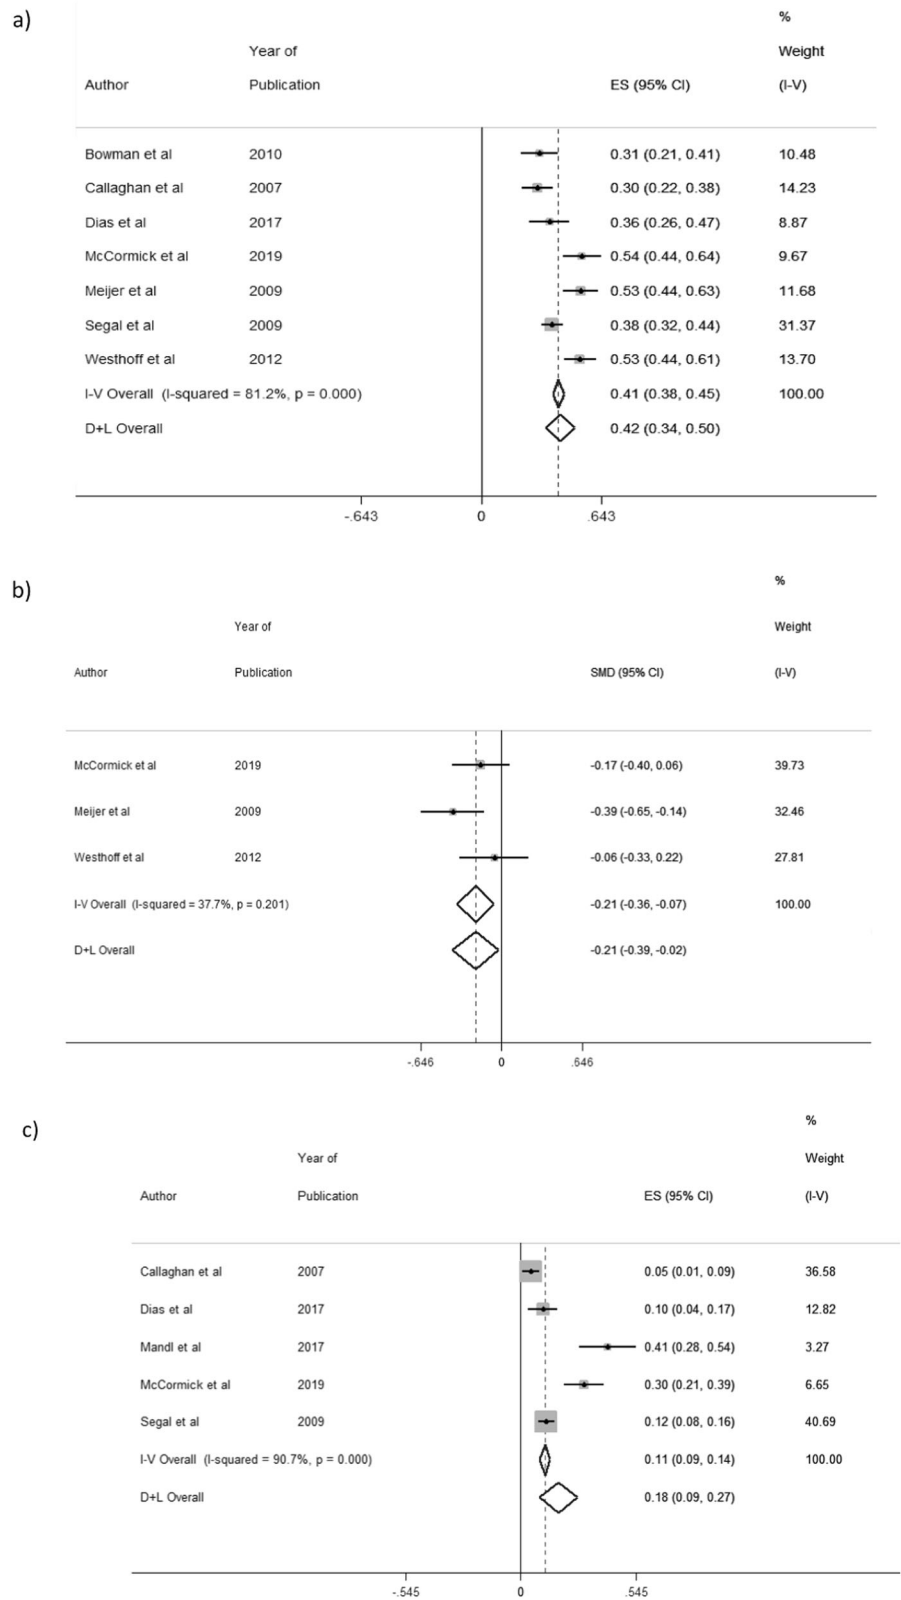 a)
%
Year of Weight
Author Publication ES (95% CI) (I-V)
Bowman et al 2010 0.31 (0.21, 0.41) 10.48
Callaghan et al 2007 0.30 (0.22, 0.38) 14.23
Dias et al 2017 0.36 (0.26, 0.47) 8.87
McCormick et al 2019 0.54 (0.44, 0.64) 9.67
Meijer et al 2009 0.53 (0.44, 0.63) 11.68
Segal et al 2009 0.38 (0.32, 0.44) 31.37
Westhoff et al 2012 0.53 (0.44, 0.61) 13.70
I-V Overall (I-squared = 81.2%, p = 0.000) 0.41 (0.38, 0.45) 100.00
D+L Overall 0.42 (0.34, 0.50)
-.643 0 .643
b)
%
Year of Weight
Author Publication SMD (95% CI) (I-V)
McCormick et al 2019 -0.17 (-0.40, 0.06) 39.73
Meijer et al 2009 -0.39 (-0.65, -0.14) 32.46
Westhoff et al 2012 -0.06 (-0.33, 0.22) 27.81
I-V Overall (I-squared = 37.7%, p = 0.201) -0.21 (-0.36, -0.07) 100.00
D+L Overall -0.21 (-0.39, -0.02)
-.646 0 .646
c)
%
Year of Weight
Author Publication ES (95% CI) (I-V)
Callaghan et al 2007 0.05 (0.01, 0.09) 36.58
Dias et al 2017 0.10 (0.04, 0.17) 12.82
Mandl et al 2017 0.41 (0.28, 0.54) 3.27
McCormick et al 2019 0.30 (0.21, 0.39) 6.65
Segal et al 2009 0.12 (0.08, 0.16) 40.69
I-V Overall (I-squared = 90.7%, p = 0.000) 0.11 (0.09, 0.14) 100.00
D+L Overall 0.18 (0.09, 0.27)
-.545 0 .545